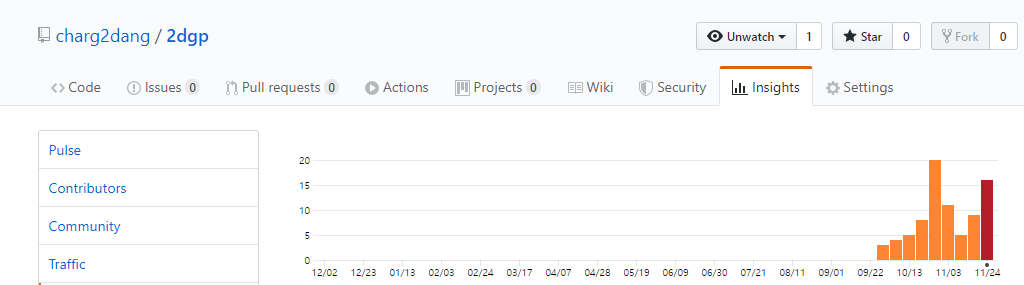 charg2dang / 2dgp
Unwatch 1 Star 0 Fork 0
Code Issues 0 Pull requests 0 Actions Projects 0 Wiki Security Insights Settings
Pulse
Contributors
Community
Traffic
20
15
10
5
0
12/02 12/23 01/13 02/03 02/24 03/17 04/07 04/28 05/19 06/09 06/30 07/21 08/11 09/01 09/22 10/13 11/03 11/24